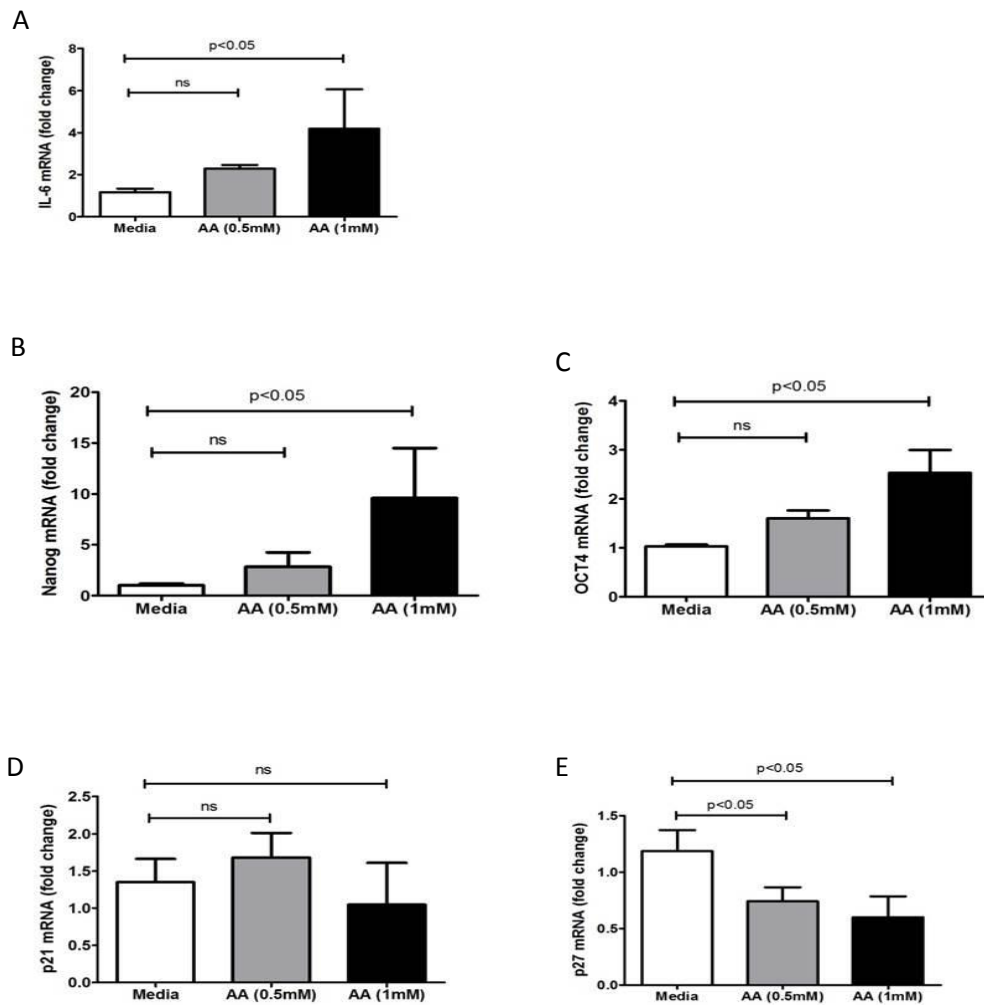 A
IL-6 mRNA (fold change)
8
6
4
2
0
p<0.05
ns
Media AA (0.5mM) AA (1mM)
B
Nanog mRNA (fold change)
20
15
10
5
0
p<0.05
ns
Media AA (0.5mM) AA (1mM)
C
OCT4 mRNA (fold change)
4
3
2
1
0
p<0.05
ns
Media AA (0.5mM) AA (1mM)
D
p21 mRNA (fold change)
2.5
2.0
1.5
1.0
0.5
0.0
ns
ns
Media AA (0.5mM) AA (1mM)
E
p27 mRNA (fold change)
1.5
1.0
0.5
0.0
p<0.05
p<0.05
Media AA (0.5mM) AA (1mM)